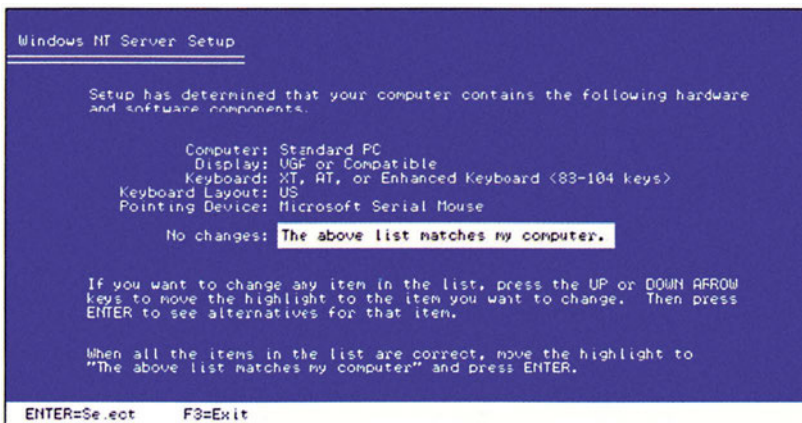 Windows NT Server Setup
Setup has determined that your computer contains the following hardware
and software components.
Computer: Standard PC
Display: VGA or Compatible
Keyboard: XT, AT, or Enhanced Keyboard <83-104 keys>
Keyboard Layout: US
Pointing Device: Microsoft Serial Mouse
No changes: The above list matches my computer.
If you want to change any item in the list, press the UP or DOWN ARROW
keys to move the highlight to the item you want to change. Then press
ENTER to see alternatives for that item.
When all the items in the list are correct, move the highlight to
"The above list matches my computer" and press ENTER.
ENTER=Select F3=Exit